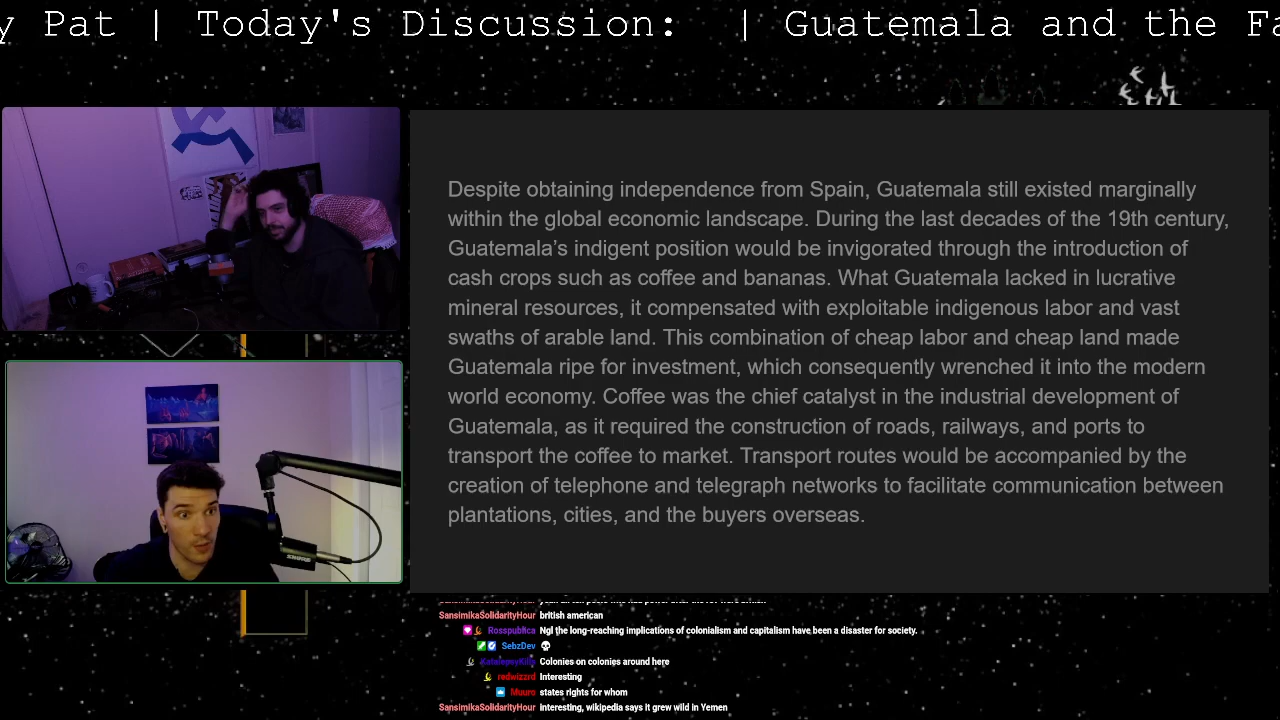 y Pat | Today's Discussion: | Guatemala and the Fa
Despite obtaining independence from Spain, Guatemala still existed marginally
within the global economic landscape. During the last decades of the 19th century,
Guatemala’s indigent position would be invigorated through the introduction of
cash crops such as coffee and bananas. What Guatemala lacked in lucrative
mineral resources, it compensated with exploitable indigenous labor and vast
swaths of arable land. This combination of cheap labor and cheap land made
Guatemala ripe for investment, which consequently wrenched it into the modern
world economy. Coffee was the chief catalyst in the industrial development of
Guatemala, as it required the construction of roads, railways, and ports to
transport the coffee to market. Transport routes would be accompanied by the
creation of telephone and telegraph networks to facilitate communication between
plantations, cities, and the buyers overseas.
SHURE
SansimikaSolidarityHour british american
Rosspublica Ngl the long-reaching implications of colonialism and capitalism have been a disaster for society.
SebzDev
Colonies on colonies around here
redwizzrd Interesting
Muuro states rights for whom
SansimikaSolidarityHour Interesting, wikipedia says it grew wild in Yemen